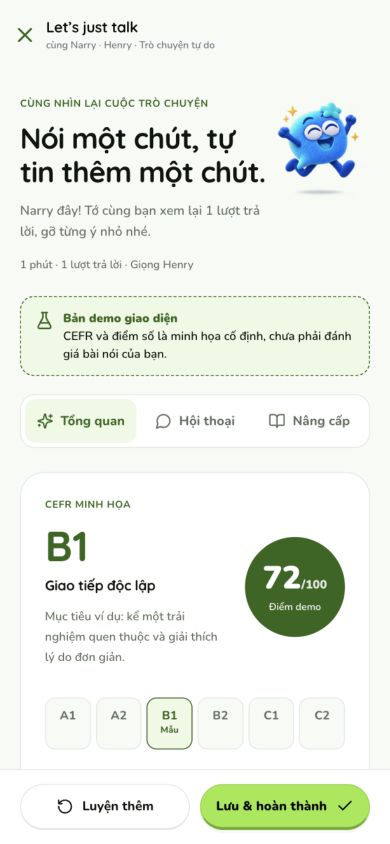 Let's just talk
cùng Narry · Henry · Trò chuyện tự do
CÙNG NHÌN LẠI CUỘC TRÒ CHUYỆN
Nói một chút, tự
tin thêm một chút.
Narry đây! Tớ cùng bạn xem lại 1 lượt trả
lời, gỡ từng ý nhỏ nhé.
1 phút · 1 lượt trả lời · Giọng Henry
Bản demo giao diện
CEFR và điểm số là minh họa cố định, chưa phải đánh
giá bài nói của bạn.
Tổng quan
Hội thoại
Nâng cấp
CEFR MINH HỌA
B1
Giao tiếp độc lập
Mục tiêu ví dụ: kể một trải
nghiệm quen thuộc và giải thích
lý do đơn giản.
72/100
Điểm demo
A1
A2
B1
Mẫu
B2
C1
C2
Luyện thêm
Lưu & hoàn thành